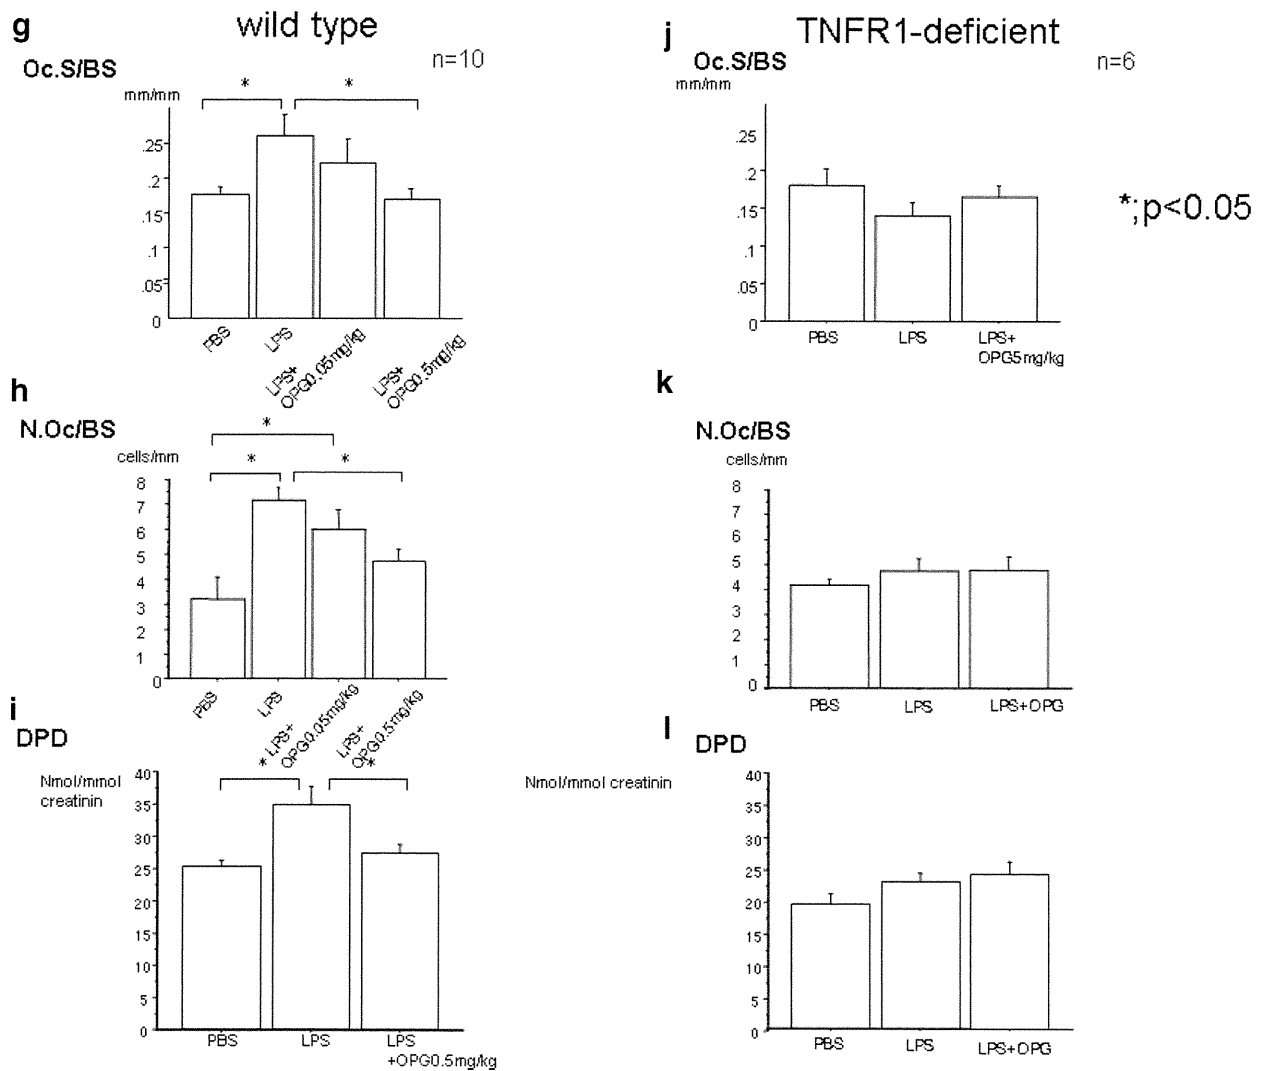 g
wild type
Oc.S/BS
n=10
mm/mm
*
*
.25
.2
.15
.1
.05
0
PBS
LPS
LPS+
OPG0.05mg/kg
LPS+
OPG0.5mg/kg
h
N.Oc/BS
cells/mm
*
*
*
8
7
6
5
4
3
2
1
0
PBS
LPS
LPS+
OPG0.05mg/kg
LPS+
OPG0.5mg/kg
i
DPD
Nmol/mmol
creatinin
*
*
40
35
30
25
20
15
10
5
0
PBS
LPS
LPS
+OPG0.5mg/kg
j
TNFR1-deficient
Oc.S/BS
n=6
mm/mm
.25
.2
.15
.1
.05
0
PBS
LPS
LPS+
OPG5mg/kg
*;p<0.05
k
N.Oc/BS
cells/mm
8
7
6
5
4
3
2
1
0
PBS
LPS
LPS+OPG
l
DPD
Nmol/mmol creatinin
40
35
30
25
20
15
10
5
0
PBS
LPS
LPS+OPG